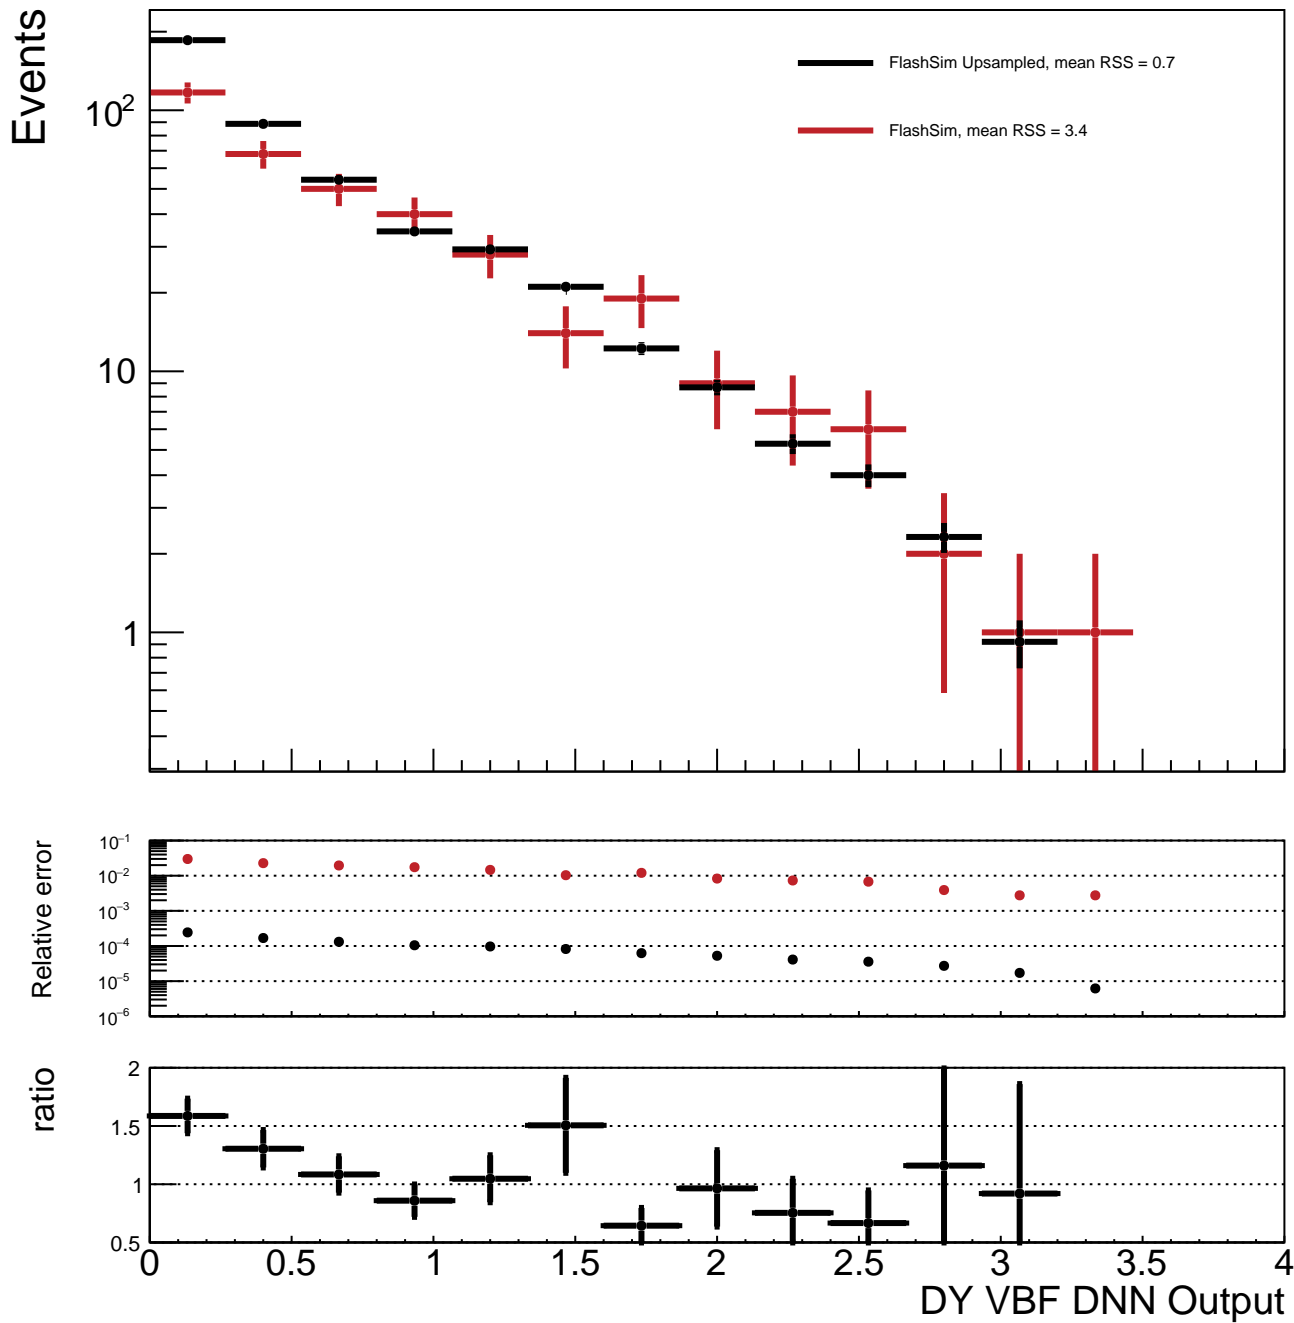 Events
FlashSim Upsampled, mean RSS = 0.7
FlashSim, mean RSS = 3.4
10²
10
1
Relative error
10⁻¹
10⁻²
10⁻³
10⁻⁴
10⁻⁵
10⁻⁶
ratio
2
1.5
1
0.5
0 0.5 1 1.5 2 2.5 3 3.5 4
DY VBF DNN Output